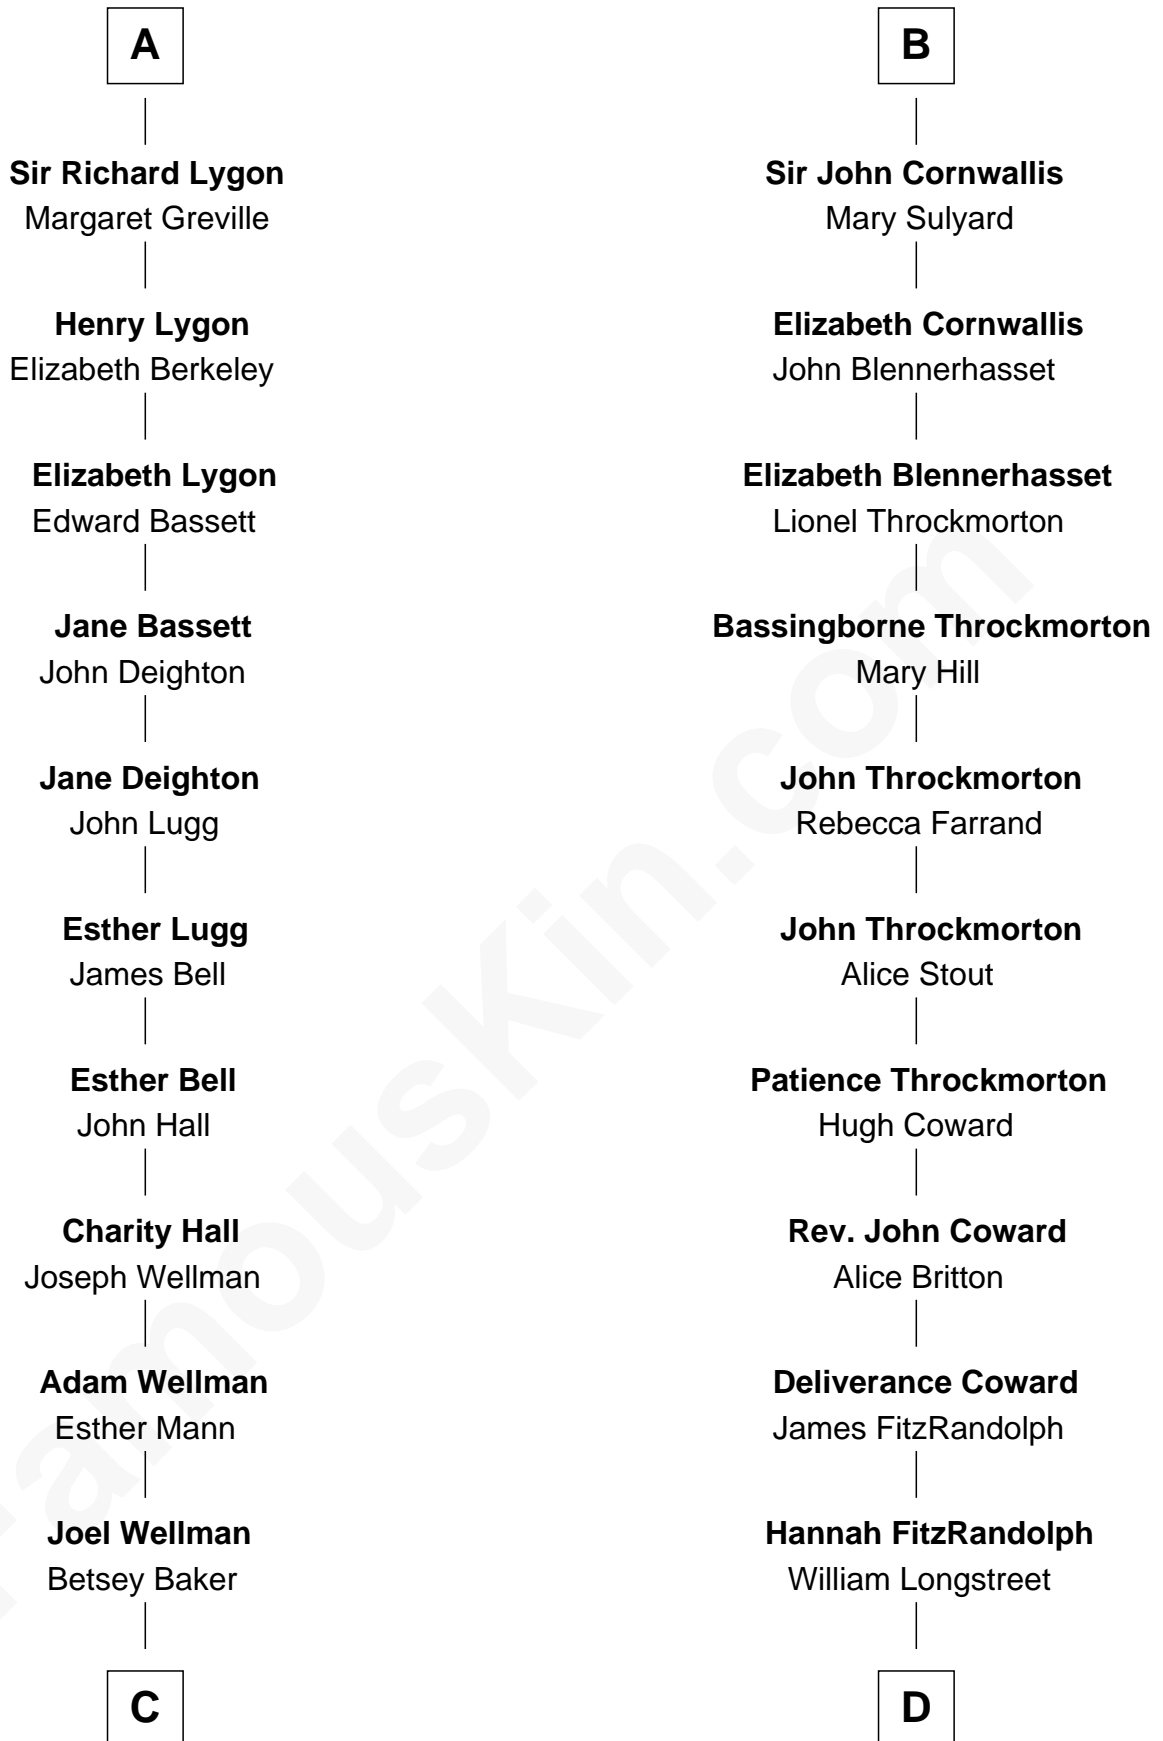 A
Sir Richard Lygon
Margaret Greville
Henry Lygon
Elizabeth Berkeley
Elizabeth Lygon
Edward Bassett
Jane Bassett
John Deighton
Jane Deighton
John Lugg
Esther Lugg
James Bell
Esther Bell
John Hall
Charity Hall
Joseph Wellman
Adam Wellman
Esther Mann
Joel Wellman
Betsey Baker
C
B
Sir John Cornwallis
Mary Sulyard
Elizabeth Cornwallis
John Blennerhasset
Elizabeth Blennerhasset
Lionel Throckmorton
Bassingborne Throckmorton
Mary Hill
John Throckmorton
Rebecca Farrand
John Throckmorton
Alice Stout
Patience Throckmorton
Hugh Coward
Rev. John Coward
Alice Britton
Deliverance Coward
James FitzRandolph
Hannah FitzRandolph
William Longstreet
D
FamousKin.com